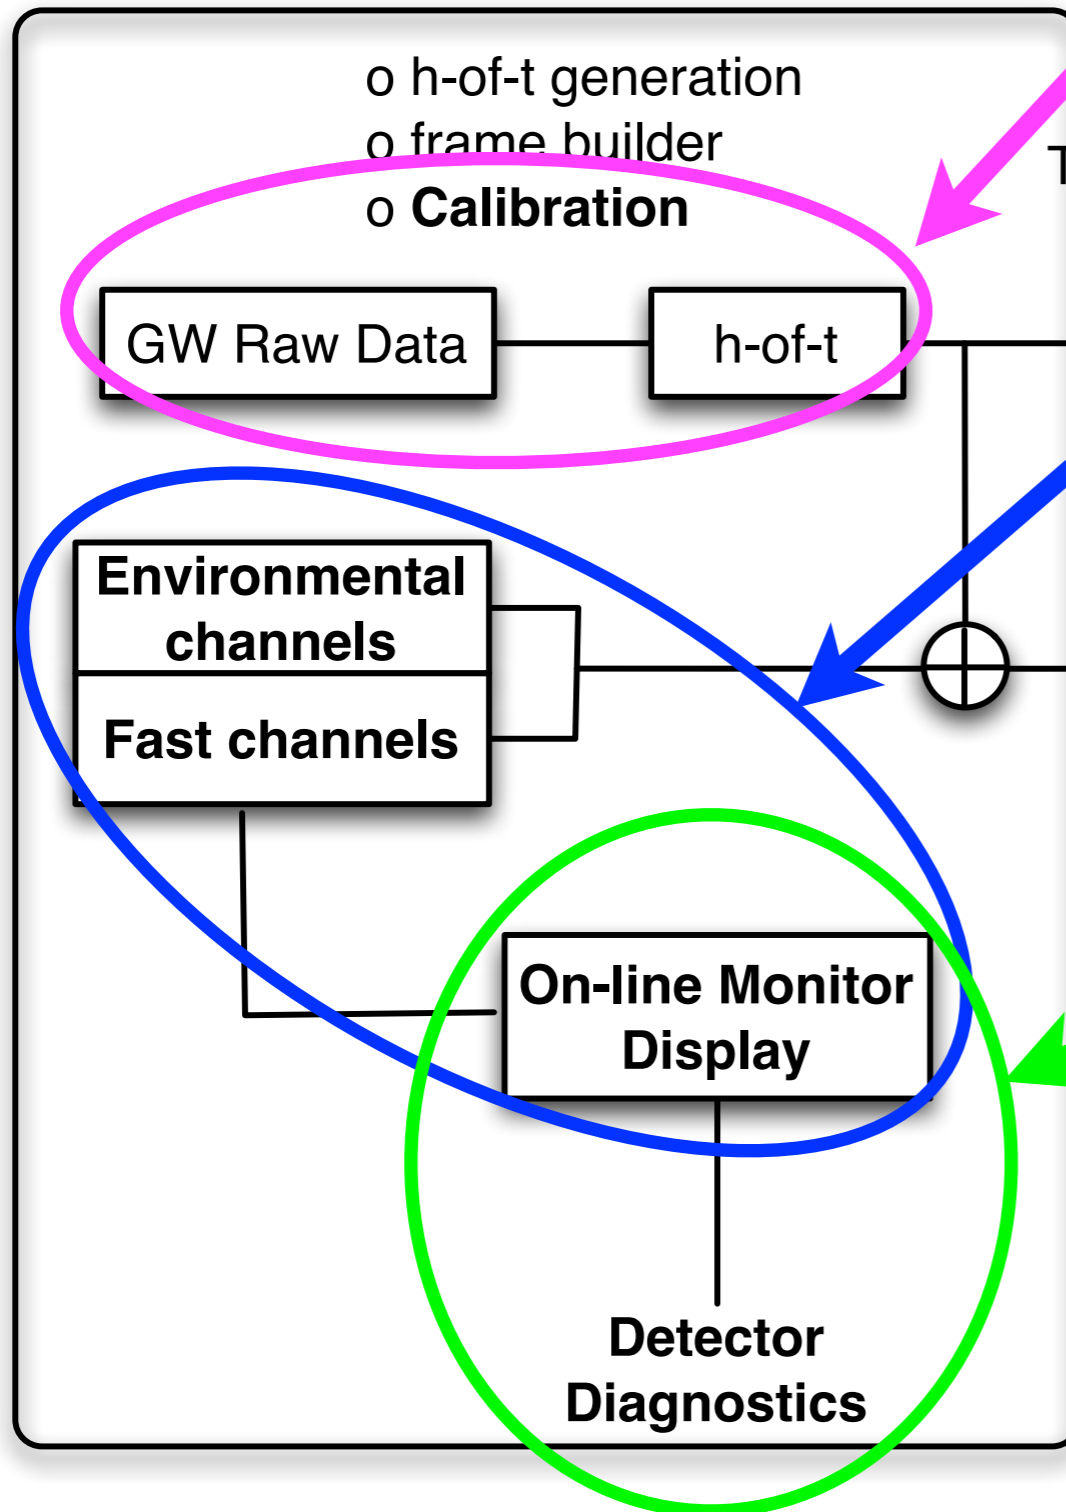 o h-of-t generation
o frame builder
o Calibration
T
GW Raw Data
h-of-t
Environmental
channels
Fast channels
On-line Monitor
Display
Detector
Diagnostics